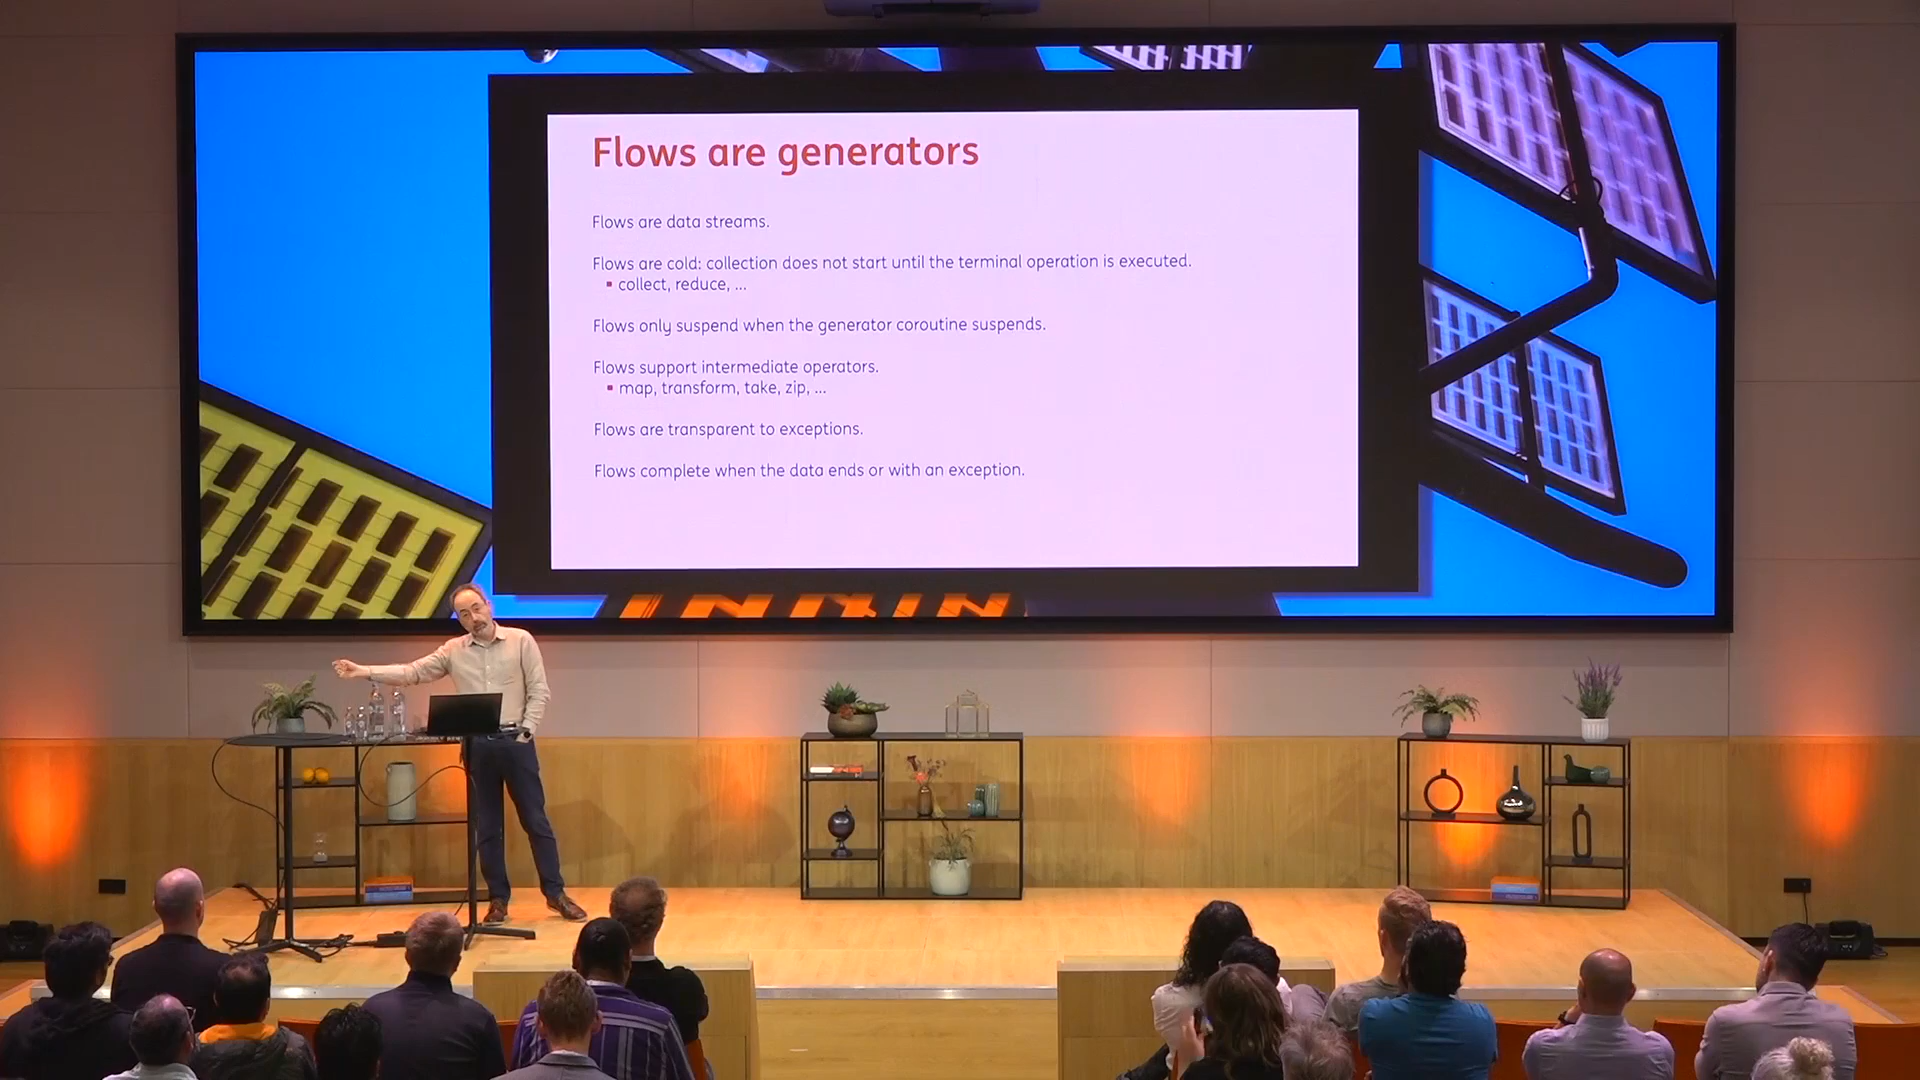 Flows are generators
Flows are data streams.
Flows are cold: collection does not start until the terminal operation is executed.
▪ collect, reduce, ...
Flows only suspend when the generator coroutine suspends.
Flows support intermediate operators.
▪ map, transform, take, zip, ...
Flows are transparent to exceptions.
Flows complete when the data ends or with an exception.